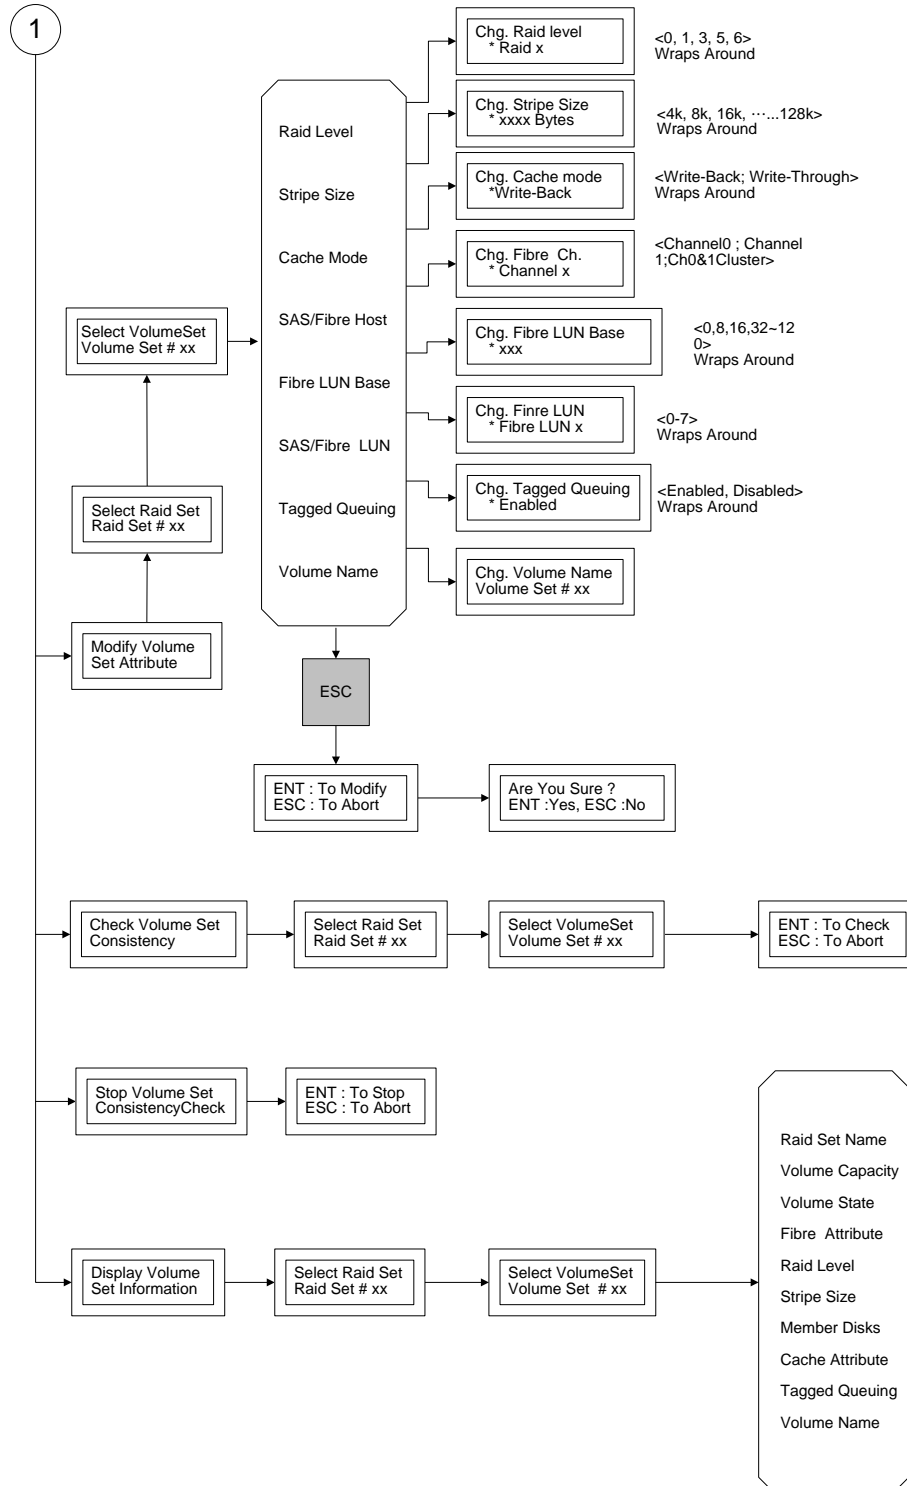 1
Chg. Raid level
* Raid x
<0, 1, 3, 5, 6>
Wraps Around
Chg. Stripe Size
* xxxx Bytes
<4k, 8k, 16k, ⋯...128k>
Wraps Around
Chg. Cache mode
*Write-Back
<Write-Back; Write-Through>
Wraps Around
Chg. Fibre Ch.
* Channel x
<Channel0 ; Channel
1;Ch0&1Cluster>
Chg. Fibre LUN Base
* xxx
<0,8,16,32~12
0>
Wraps Around
Chg. Finre LUN
* Fibre LUN x
<0-7>
Wraps Around
Chg. Tagged Queuing
* Enabled
<Enabled, Disabled>
Wraps Around
Chg. Volume Name
Volume Set # xx
Raid Level
Stripe Size
Cache Mode
SAS/Fibre Host
Fibre LUN Base
SAS/Fibre LUN
Tagged Queuing
Volume Name
Select VolumeSet
Volume Set # xx
Select Raid Set
Raid Set # xx
Modify Volume
Set Attribute
ESC
ENT : To Modify
ESC : To Abort
Are You Sure ?
ENT :Yes, ESC :No
Check Volume Set
Consistency
Select Raid Set
Raid Set # xx
Select VolumeSet
Volume Set # xx
ENT : To Check
ESC : To Abort
Stop Volume Set
ConsistencyCheck
ENT : To Stop
ESC : To Abort
Display Volume
Set Information
Select Raid Set
Raid Set # xx
Select VolumeSet
Volume Set # xx
Raid Set Name
Volume Capacity
Volume State
Fibre Attribute
Raid Level
Stripe Size
Member Disks
Cache Attribute
Tagged Queuing
Volume Name